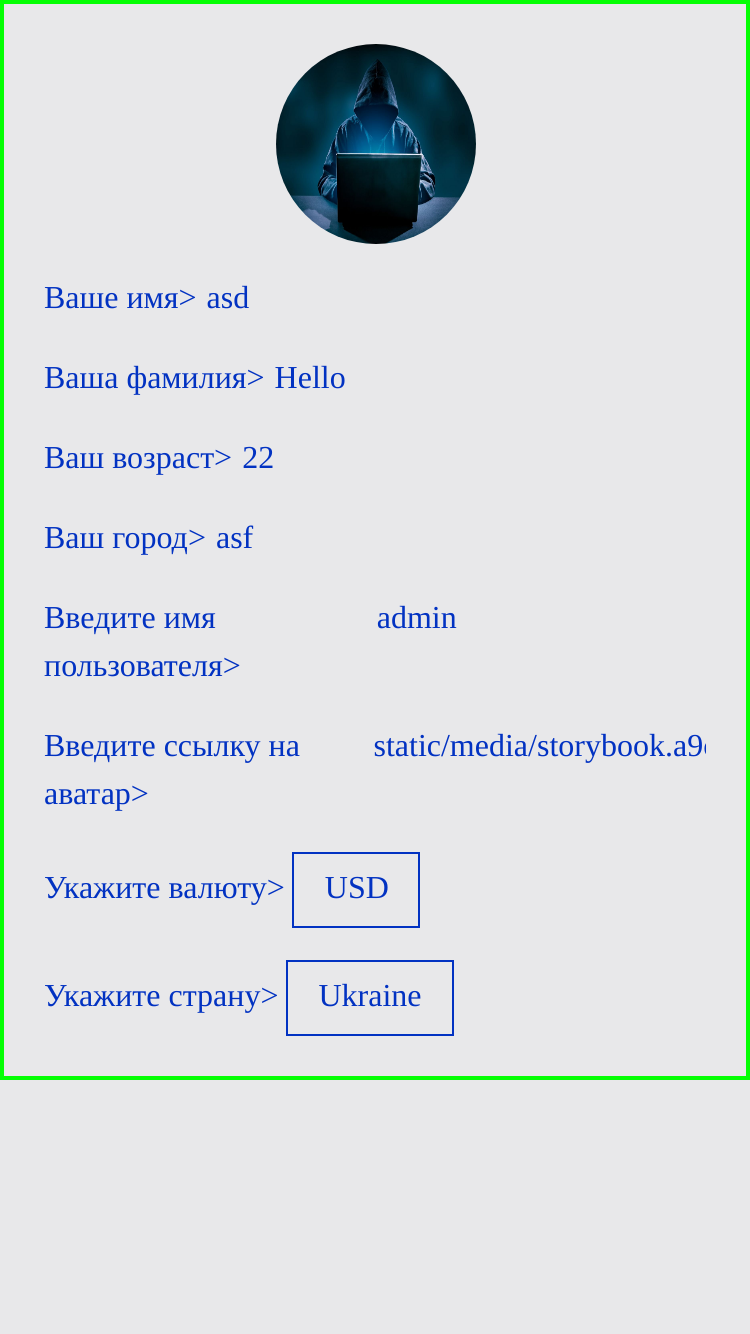 Ваше имя> asd
Ваша фамилия> Hello
Ваш возраст> 22
Ваш город> asf
Введите имя admin
пользователя>
Введите ссылку на static/media/storybook.a9
аватар>
Укажите валюту> USD
Укажите страну> Ukraine